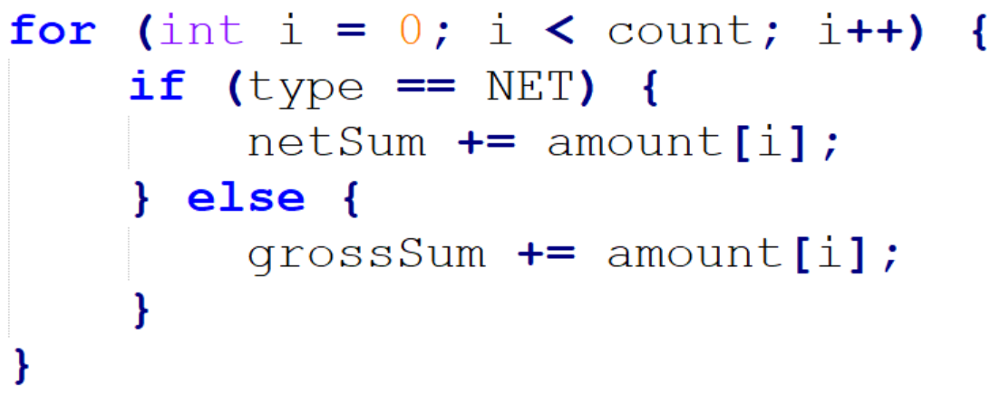 for (int i = 0; i < count; i++) {
    if (type == NET) {
        netSum += amount[i];
    } else {
        grossSum += amount[i];
    }
}